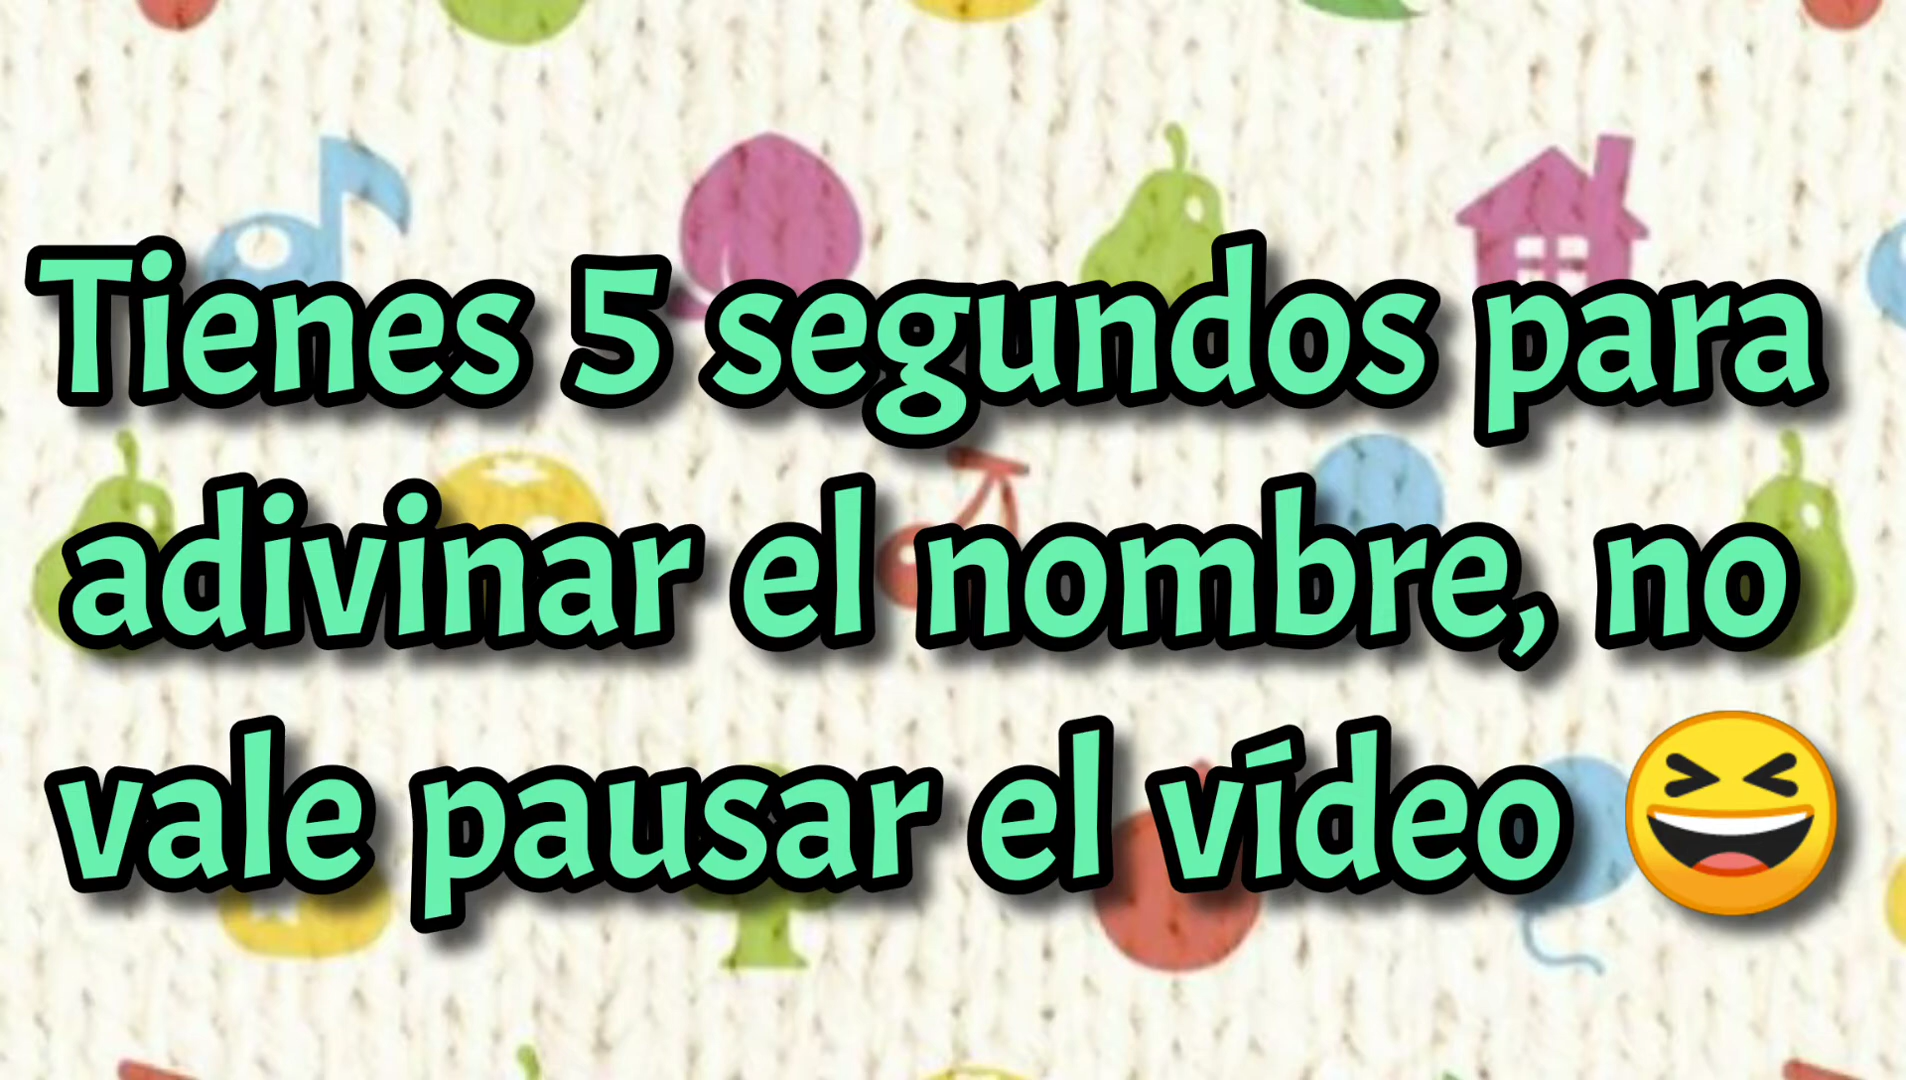 Tienes 5 segundos para
adivinar el nombre, no
vale pausar el vídeo 😆